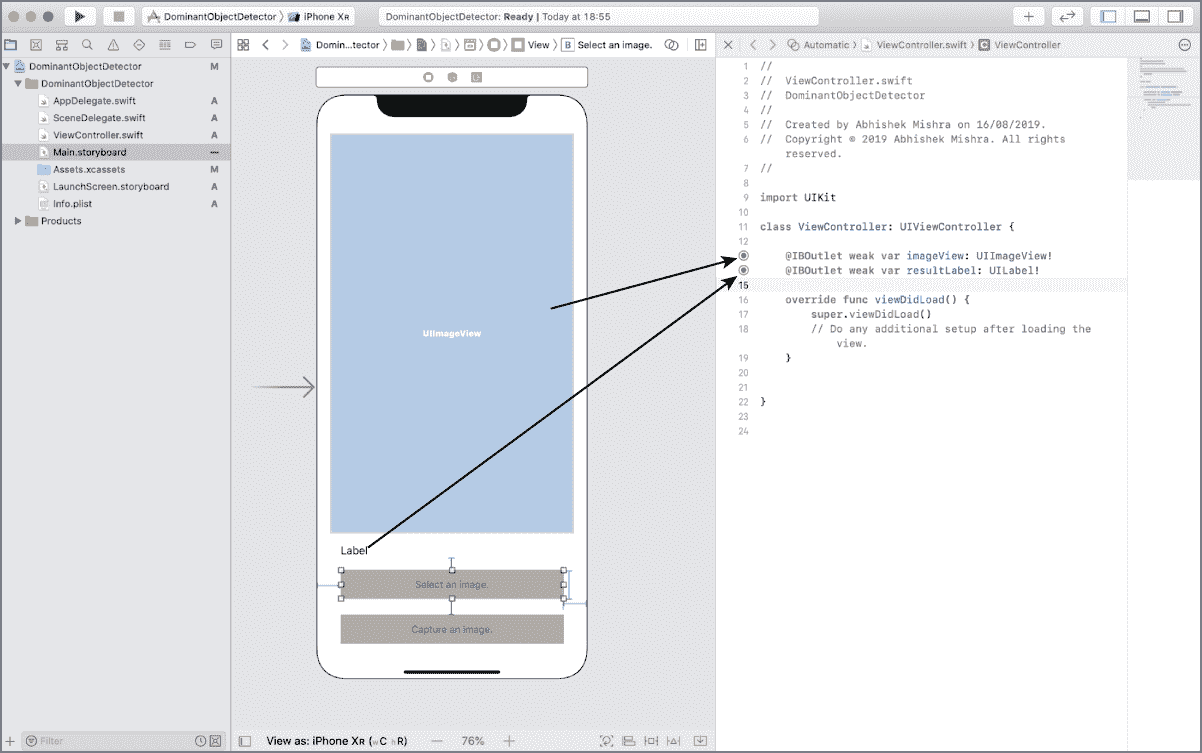 DominantObjectDetector iPhone XR
DominantObjectDetector: Ready | Today at 18:55
Domin...tector View B Select an image.
Automatic ViewController.swift ViewController
DominantObjectDetector M
DominantObjectDetector
AppDelegate.swift A
SceneDelegate.swift A
ViewController.swift A
Main.storyboard
Assets.xcassets M
LaunchScreen.storyboard A
Info.plist A
Products
UIImageView
Label
Select an image.
Capture an image.
1 //
2 // ViewController.swift
3 // DominantObjectDetector
4 //
5 // Created by Abhishek Mishra on 16/08/2019.
6 // Copyright © 2019 Abhishek Mishra. All rights
reserved.
7 //
8
9 import UIKit
10
11 class ViewController: UIViewController {
12
@IBOutlet weak var imageView: UIImageView!
@IBOutlet weak var resultLabel: UILabel!
15
16 override func viewDidLoad() {
17 super.viewDidLoad()
18 // Do any additional setup after loading the
view.
19 }
20
21
22 }
23
24
Filter
View as: iPhone XR (wC hR)
76%